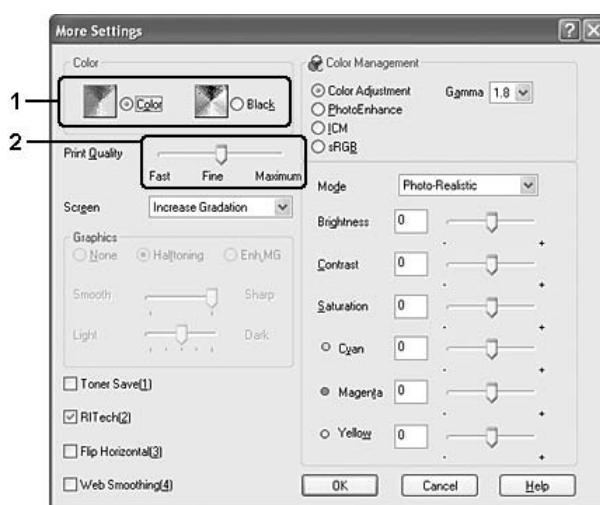 More Settings
Color
1
Color
Black
2
Print Quality
Fast Fine Maximum
Screen
Increase Gradation
Graphics
None Halftoning Enh.MG
Smooth Sharp
Light Dark
Toner Save(1)
RITech(2)
Flip Horizontal(3)
Web Smoothing(4)
Color Management
Color Adjustment
PhotoEnhance
ICM
sRGB
Gamma 1.8
Mode Photo-Realistic
Brightness 0
- +
Contrast 0
- +
Saturation 0
- +
Cyan 0
- +
Magenta 0
- +
Yellow 0
- +
OK Cancel Help